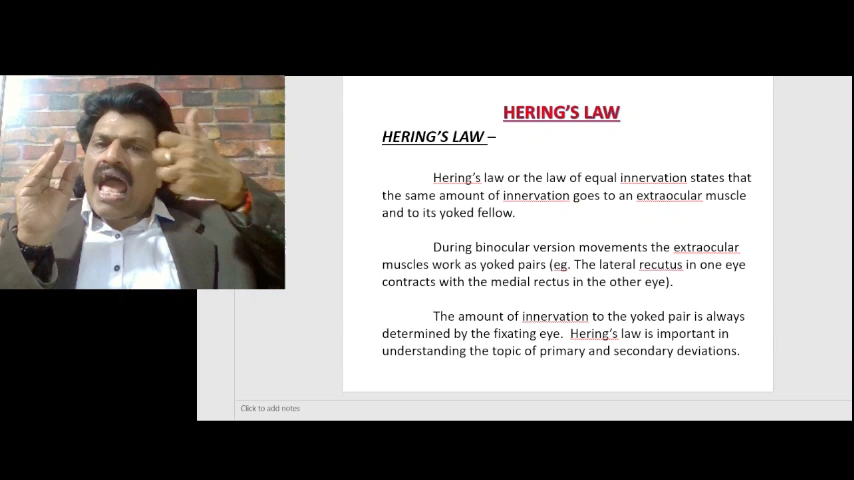 HERING'S LAW
HERING'S LAW –
Hering's law or the law of equal innervation states that
the same amount of innervation goes to an extraocular muscle
and to its yoked fellow.
During binocular version movements the extraocular
muscles work as yoked pairs (eg. The lateral recutus in one eye
contracts with the medial rectus in the other eye).
The amount of innervation to the yoked pair is always
determined by the fixating eye. Hering's law is important in
understanding the topic of primary and secondary deviations.
Click to add notes